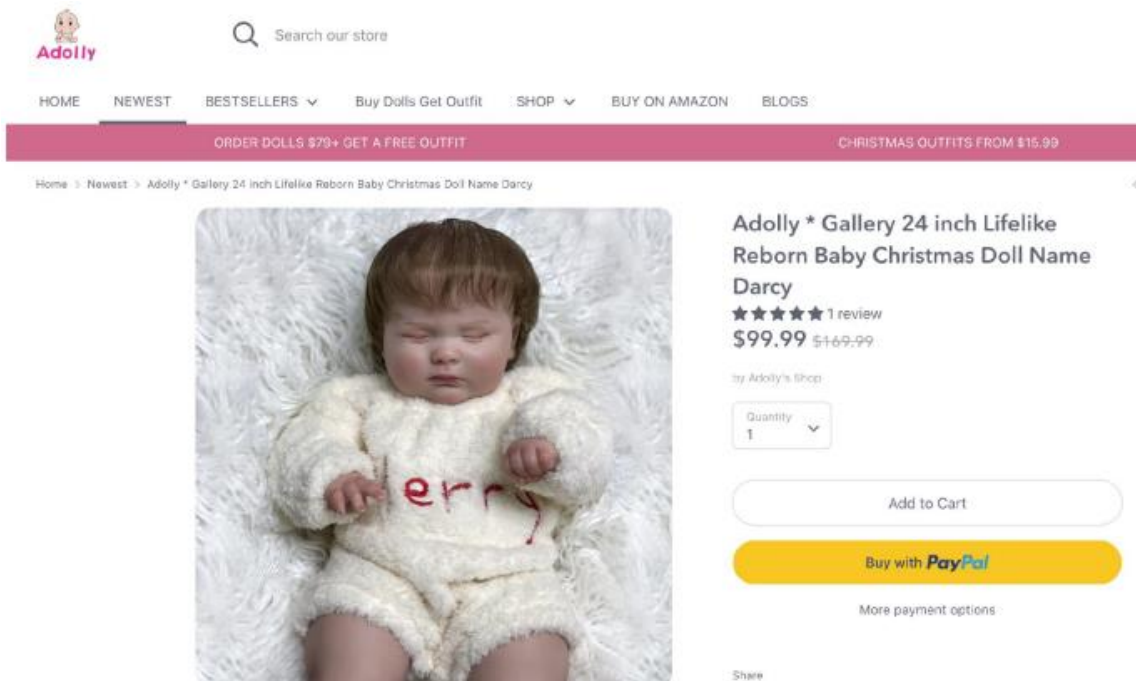 Adolly
Search our store
HOME NEWEST BESTSELLERS Buy Dolls Get Outfit SHOP BUY ON AMAZON BLOGS
ORDER DOLLS $79+ GET A FREE OUTFIT CHRISTMAS OUTFITS FROM $15.99
Home > Newest > Adolly * Gallery 24 inch Lifelike Reborn Baby Christmas Doll Name Darcy
Adolly * Gallery 24 inch Lifelike
Reborn Baby Christmas Doll Name
Darcy
1 review
$99.99 $169.99
by Adolly's Shop
Quantity
1
Add to Cart
Buy with PayPal
More payment options
Share
erry